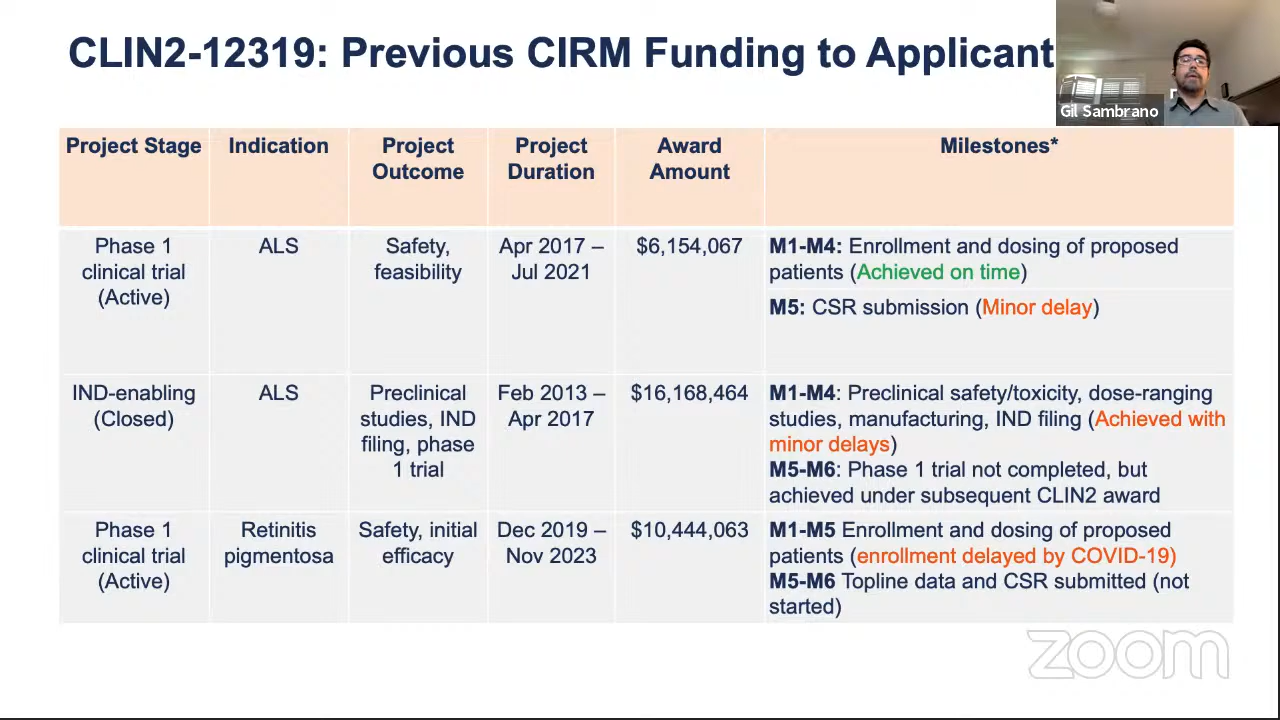 CLIN2-12319: Previous CIRM Funding to Applicant
Gil Sambrano
Project Stage
Indication
Project
Outcome
Project
Duration
Award
Amount
Milestones*
Phase 1
clinical trial
(Active)
ALS
Safety,
feasibility
Apr 2017 –
Jul 2021
$6,154,067
M1-M4: Enrollment and dosing of proposed
patients (Achieved on time)
M5: CSR submission (Minor delay)
IND-enabling
(Closed)
ALS
Preclinical
studies, IND
filing, phase
1 trial
Feb 2013 –
Apr 2017
$16,168,464
M1-M4: Preclinical safety/toxicity, dose-ranging
studies, manufacturing, IND filing (Achieved with
minor delays)
M5-M6: Phase 1 trial not completed, but
achieved under subsequent CLIN2 award
Phase 1
clinical trial
(Active)
Retinitis
pigmentosa
Safety, initial
efficacy
Dec 2019 –
Nov 2023
$10,444,063
M1-M5 Enrollment and dosing of proposed
patients (enrollment delayed by COVID-19)
M5-M6 Topline data and CSR submitted (not
started)
zoom